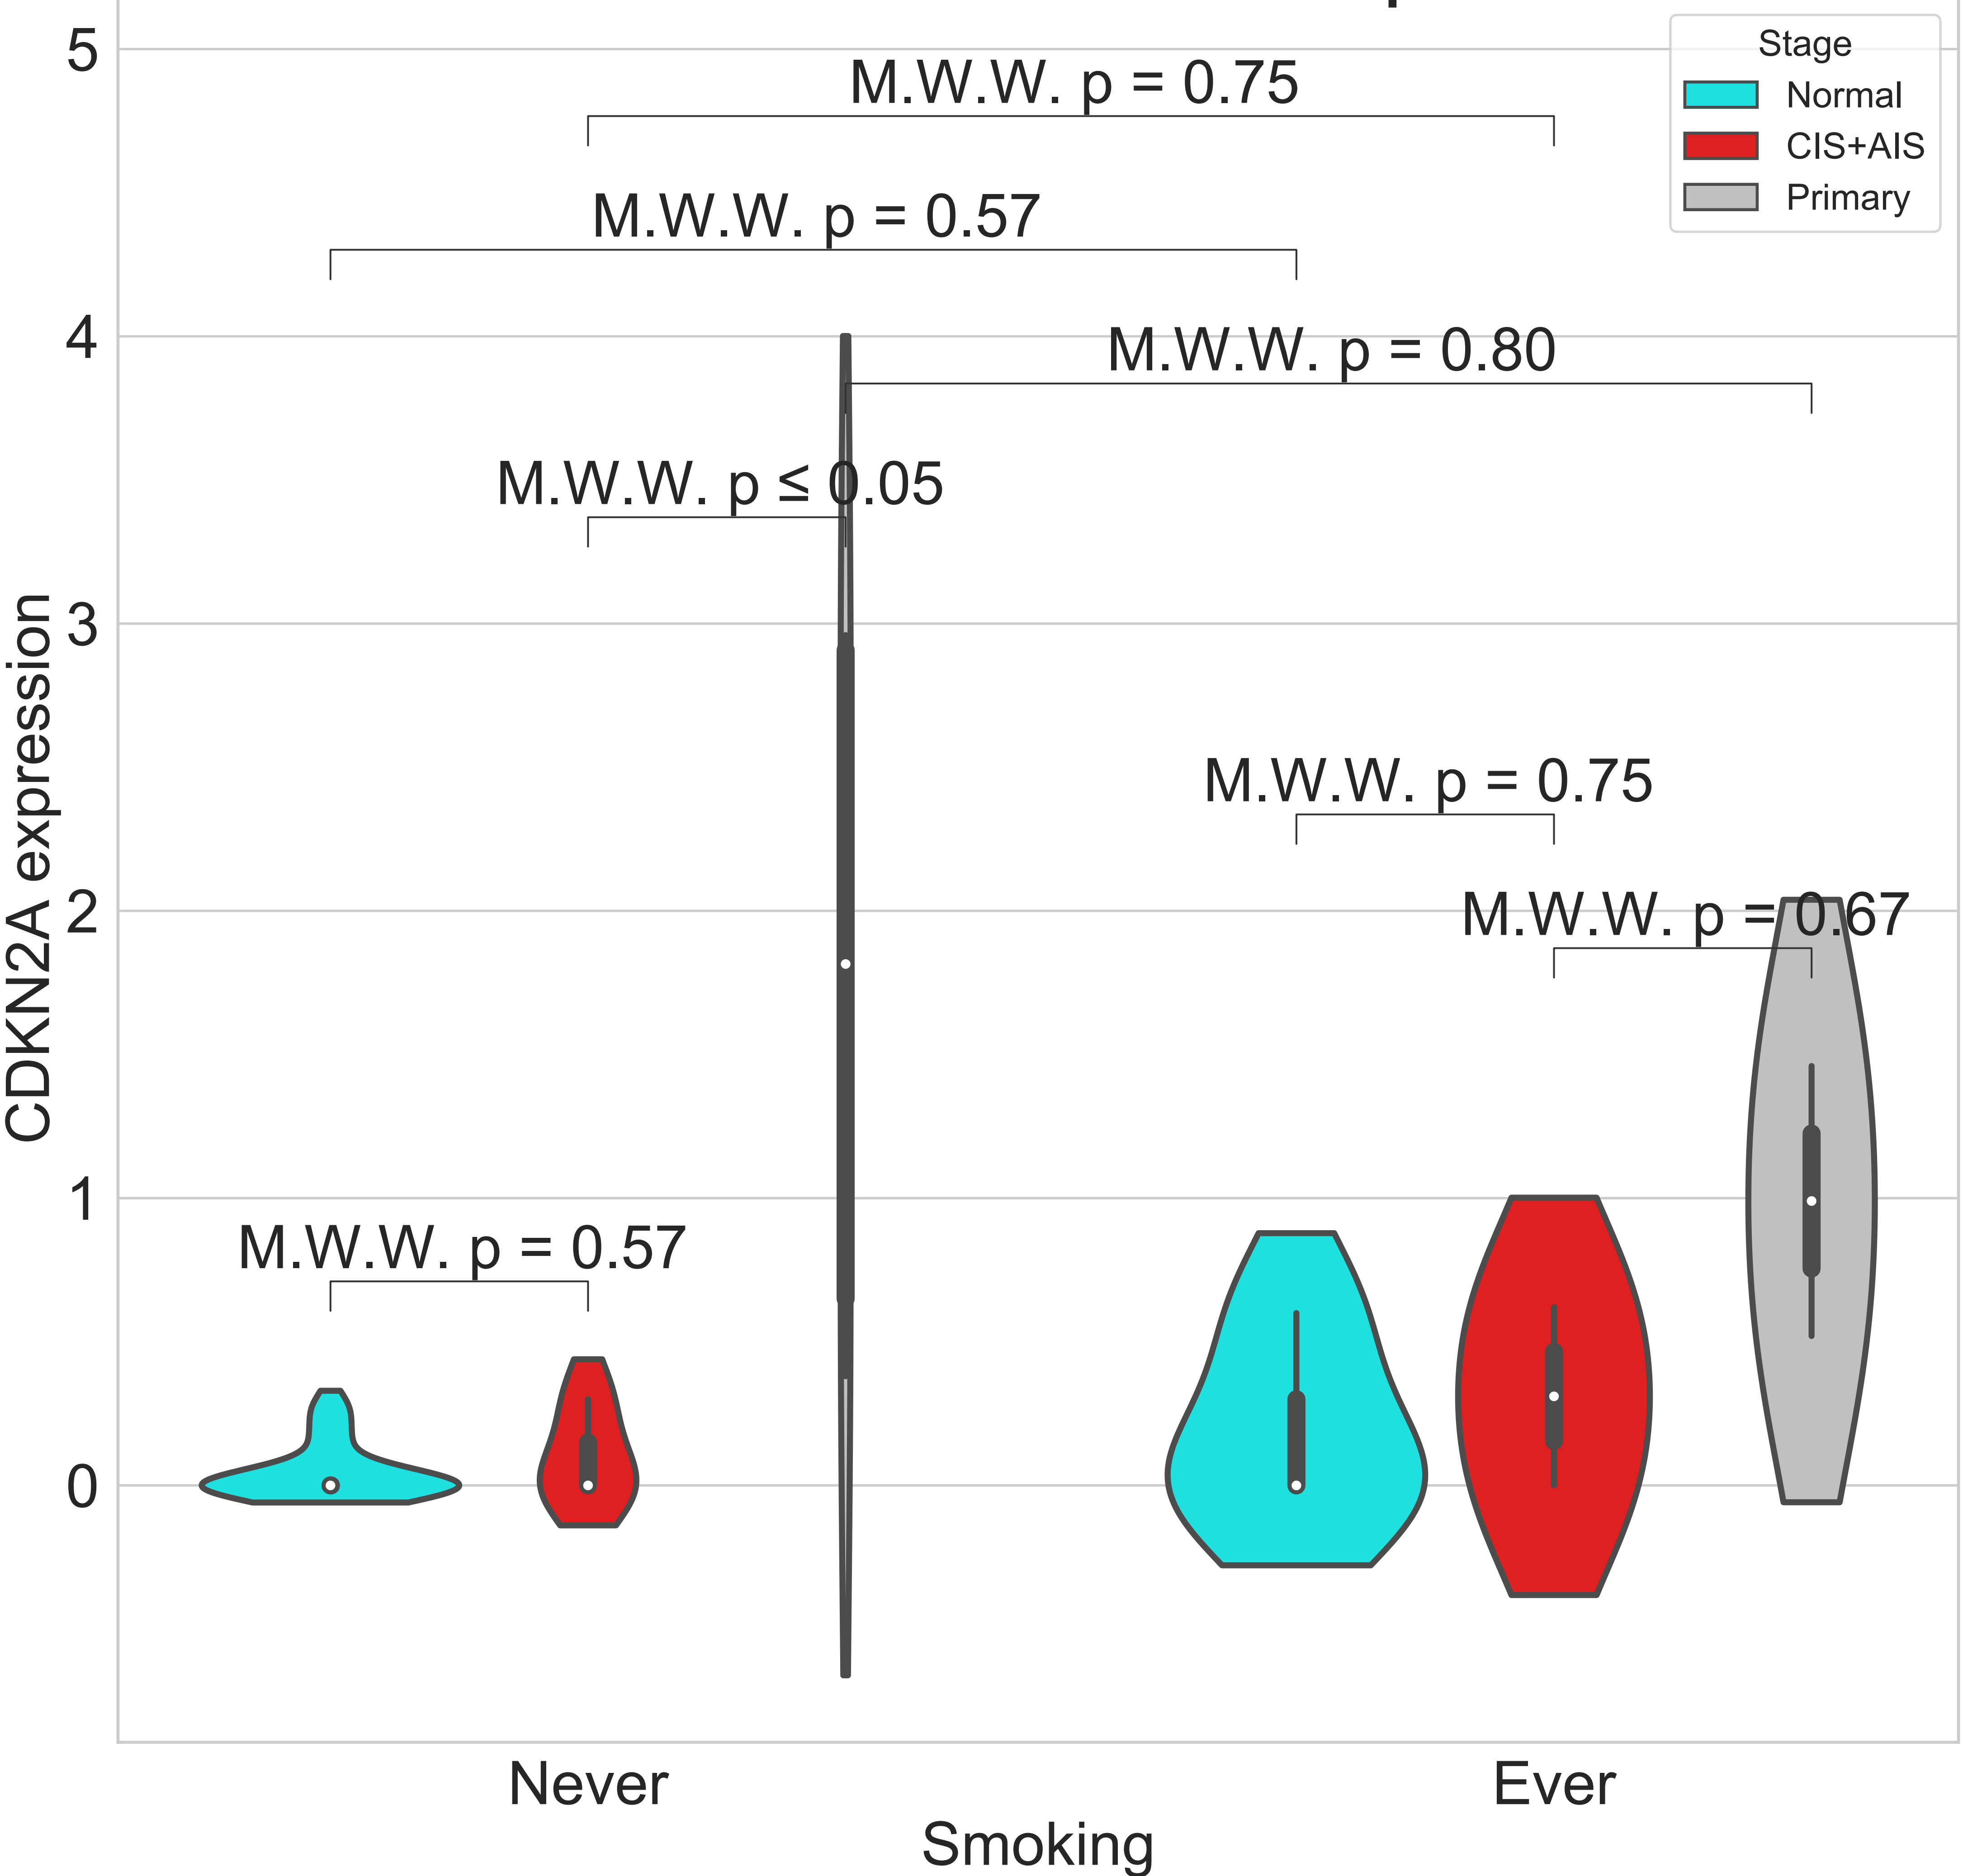 Stage
Normal
CIS+AIS
Primary
M.W.W. p = 0.75
M.W.W. p = 0.57
M.W.W. p = 0.80
M.W.W. p ≤ 0.05
M.W.W. p = 0.75
M.W.W. p = 0.67
M.W.W. p = 0.57
5
4
3
2
1
0
CDKN2A expression
Never
Ever
Smoking